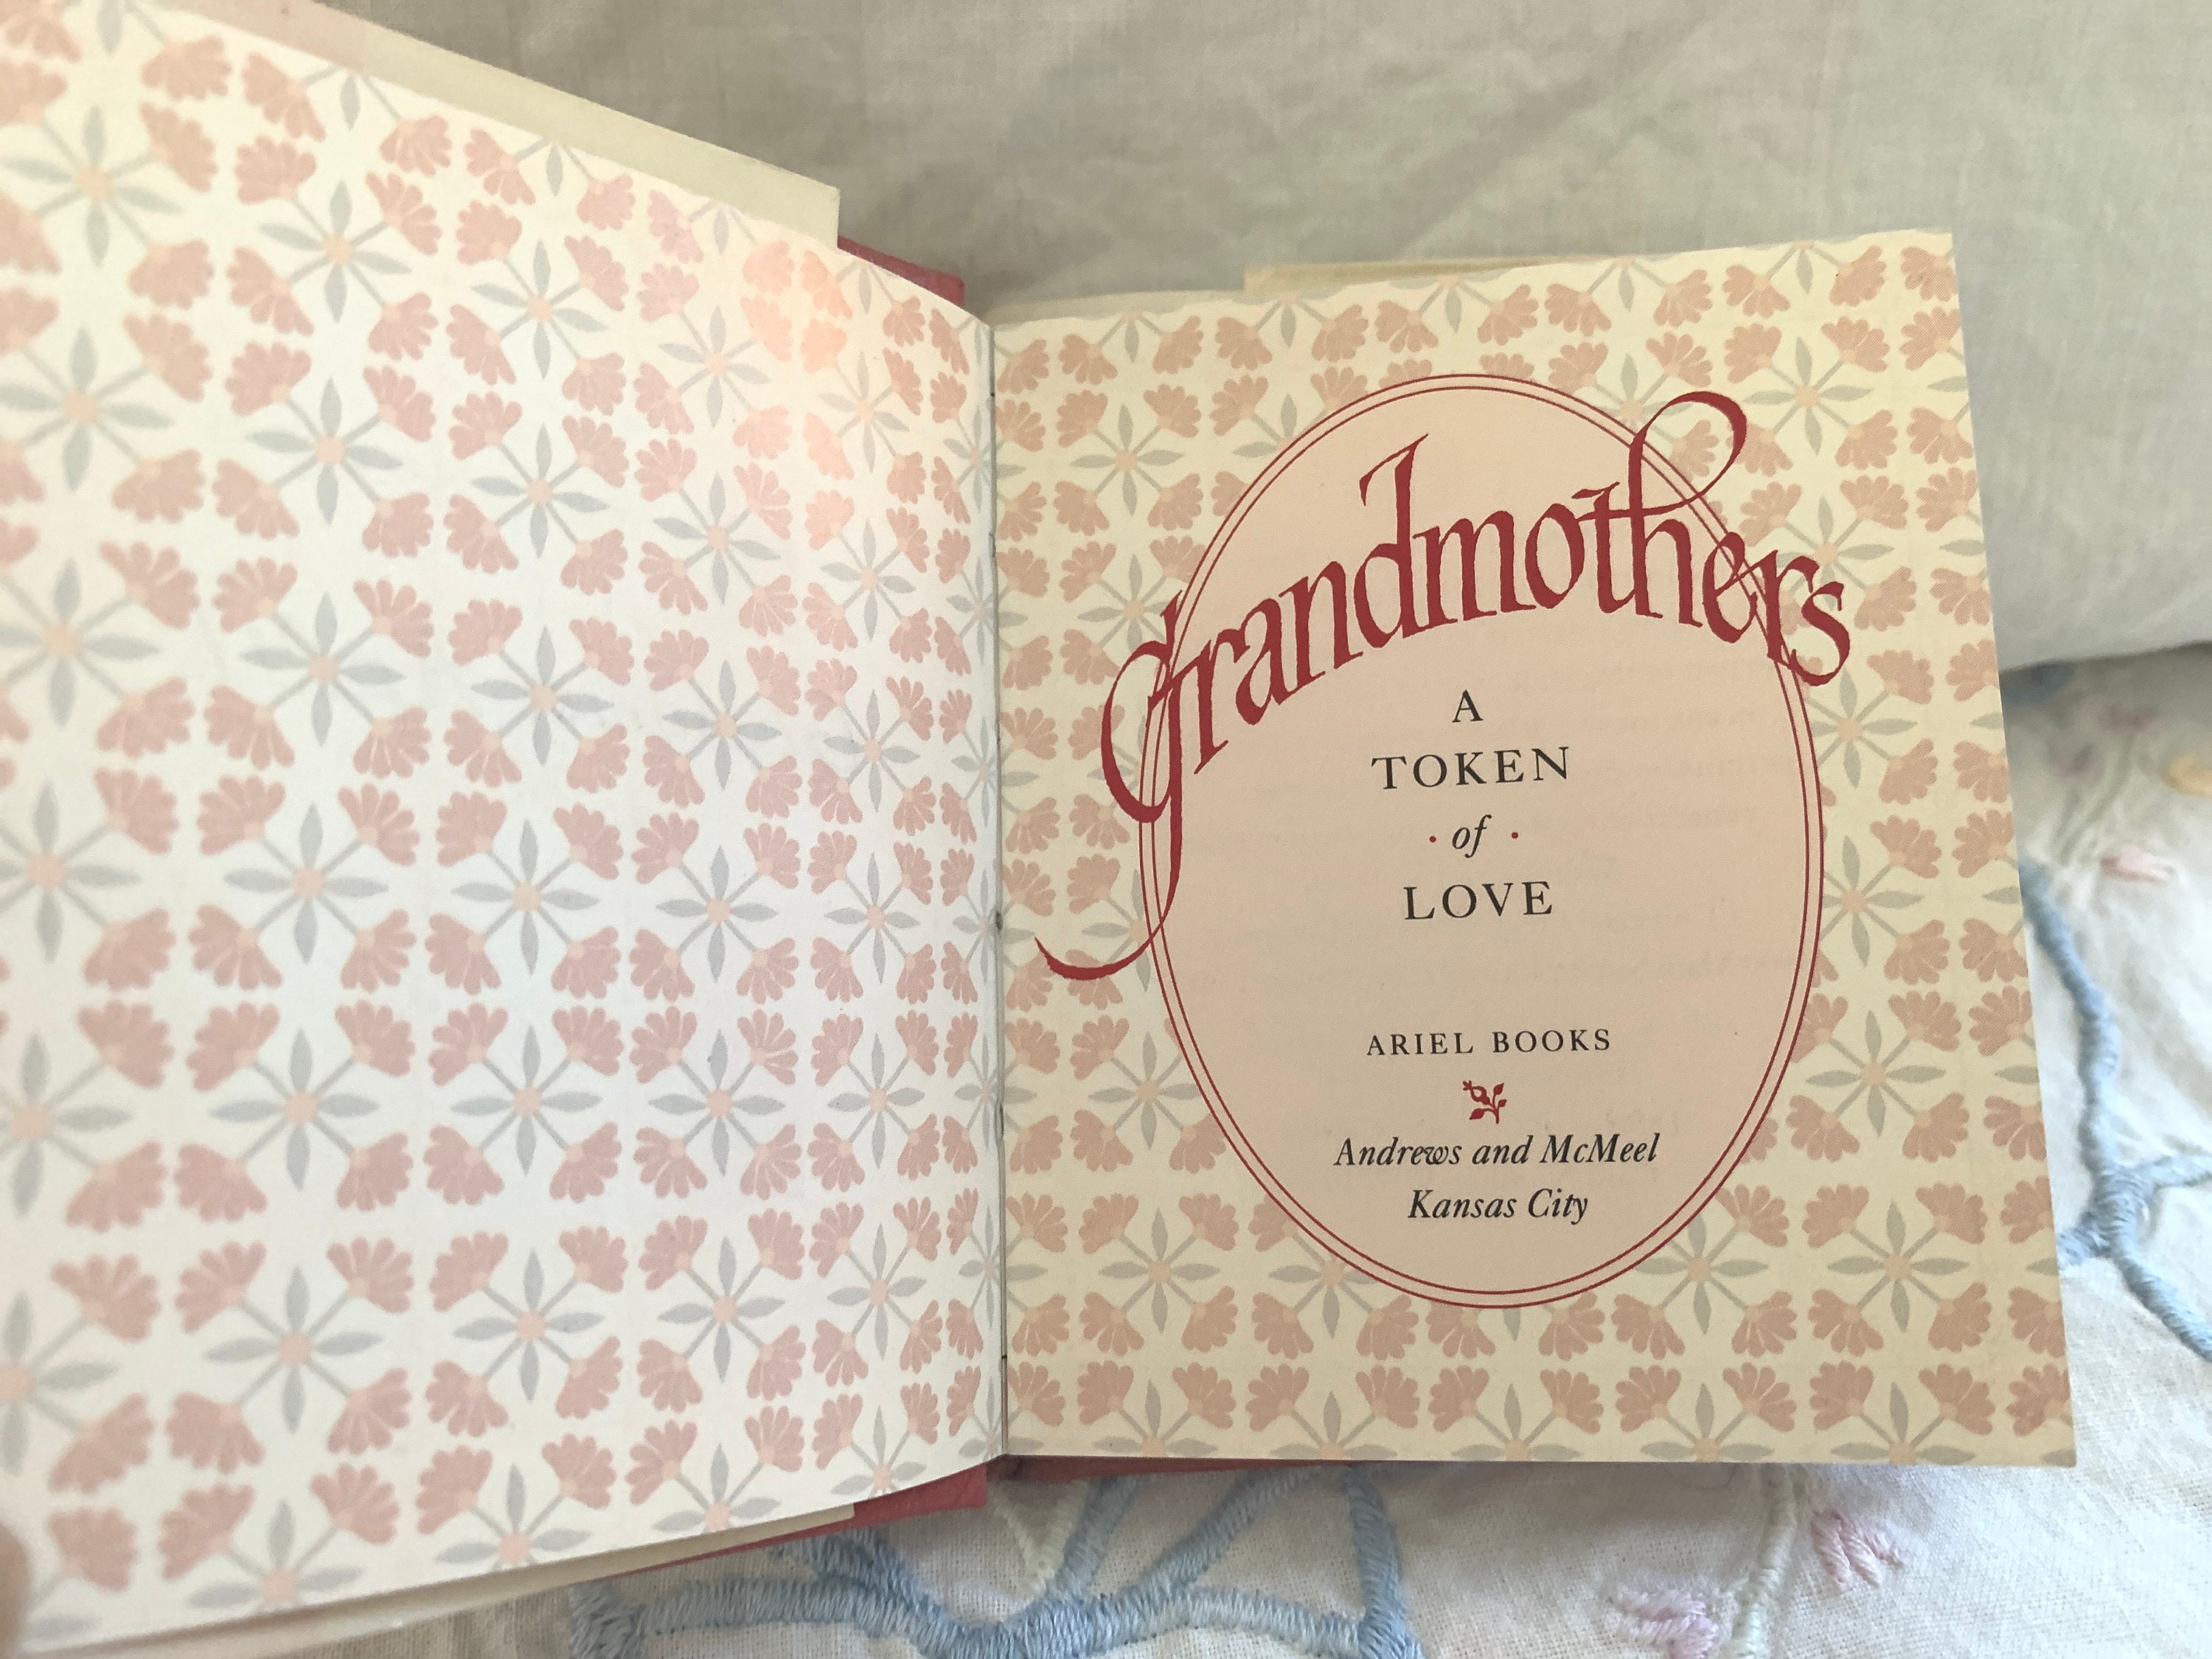 Grandmothers
A
TOKEN
· of ·
LOVE
ARIEL BOOKS
Andrews and McMeel
Kansas City